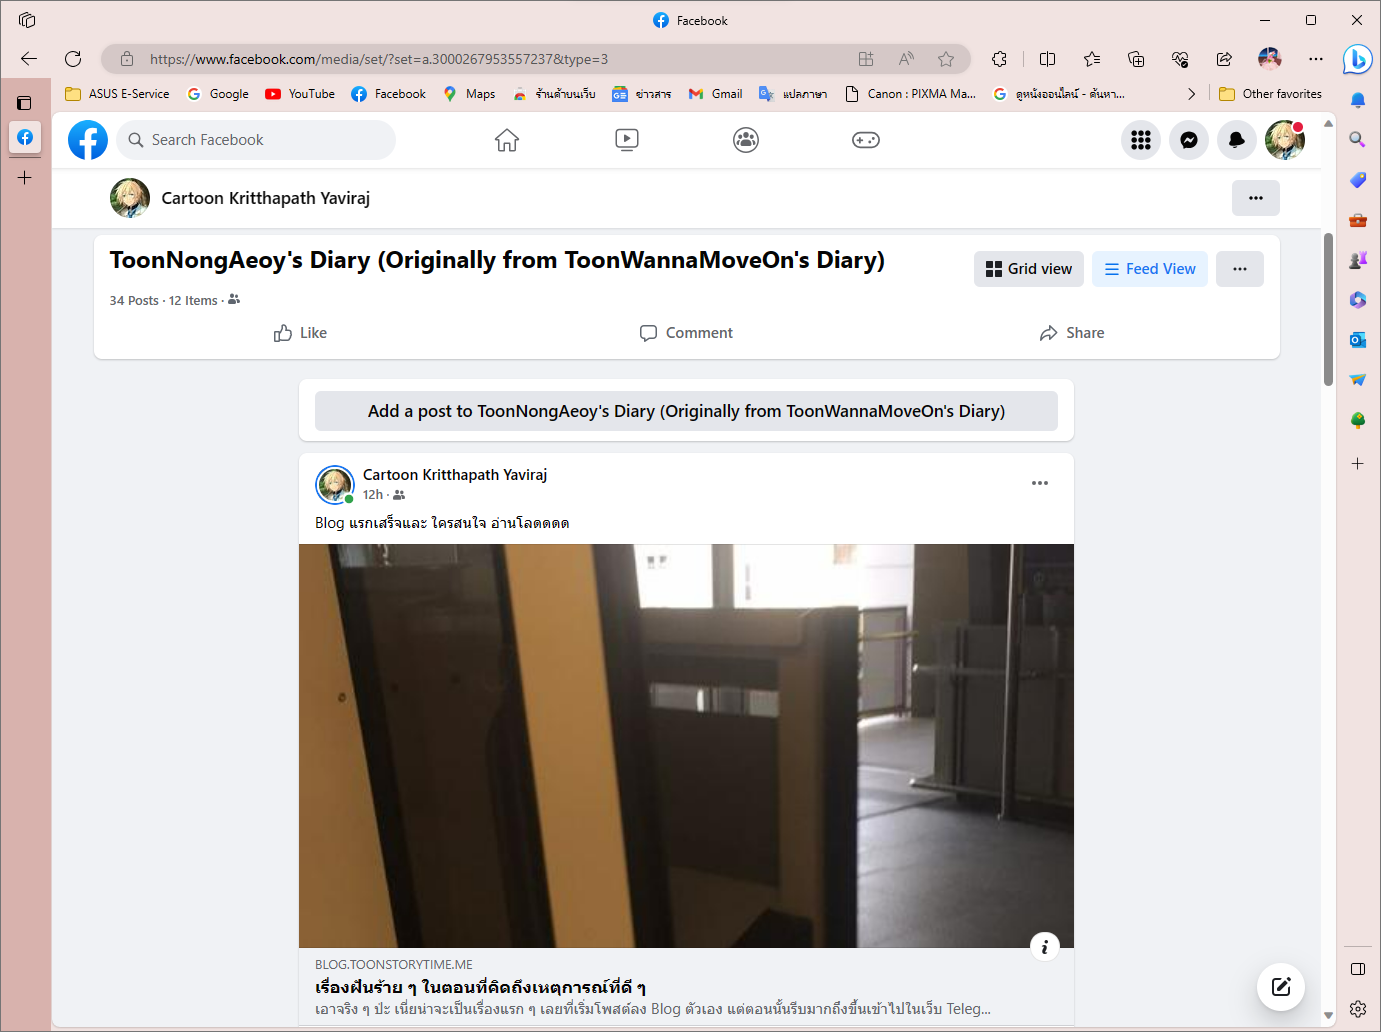 Facebook
https://www.facebook.com/media/set/?set=a.3000267953557237&type=3
ASUS E-Service
Google
YouTube
Facebook
Maps
ร้านด้ามนเว็บ
ข่าวสาร
Gmail
แปลภาษา
Canon : PIXMA Ma...
ดูหนังออนไลน์ - ค้นหา...
Other favorites
Search Facebook
Cartoon Kritthapath Yaviraj
ToonNongAeoy's Diary (Originally from ToonWannaMoveOn's Diary)
Grid view
Feed View
34 Posts · 12 Items ·
Like
Comment
Share
Add a post to ToonNongAeoy's Diary (Originally from ToonWannaMoveOn's Diary)
Cartoon Kritthapath Yaviraj
12h ·
Blog แรกเสร็จและ ใครสนใจ อ่านโลดดดด
BLOG.TOONSTORYTIME.ME
เรื่องฝันร้าย ๆ ในตอนที่คิดถึงเหตุการณ์ที่ดี ๆ
เอาจริง ๆ ป่ะ เนี่ยน่าจะเป็นเรื่องแรก ๆ เลยที่เริ่มโพสต์ลง Blog ตัวเอง แต่ตอนนั้นรีบมากถึงขึ้นเข้าไปในเว็บ Teleg...